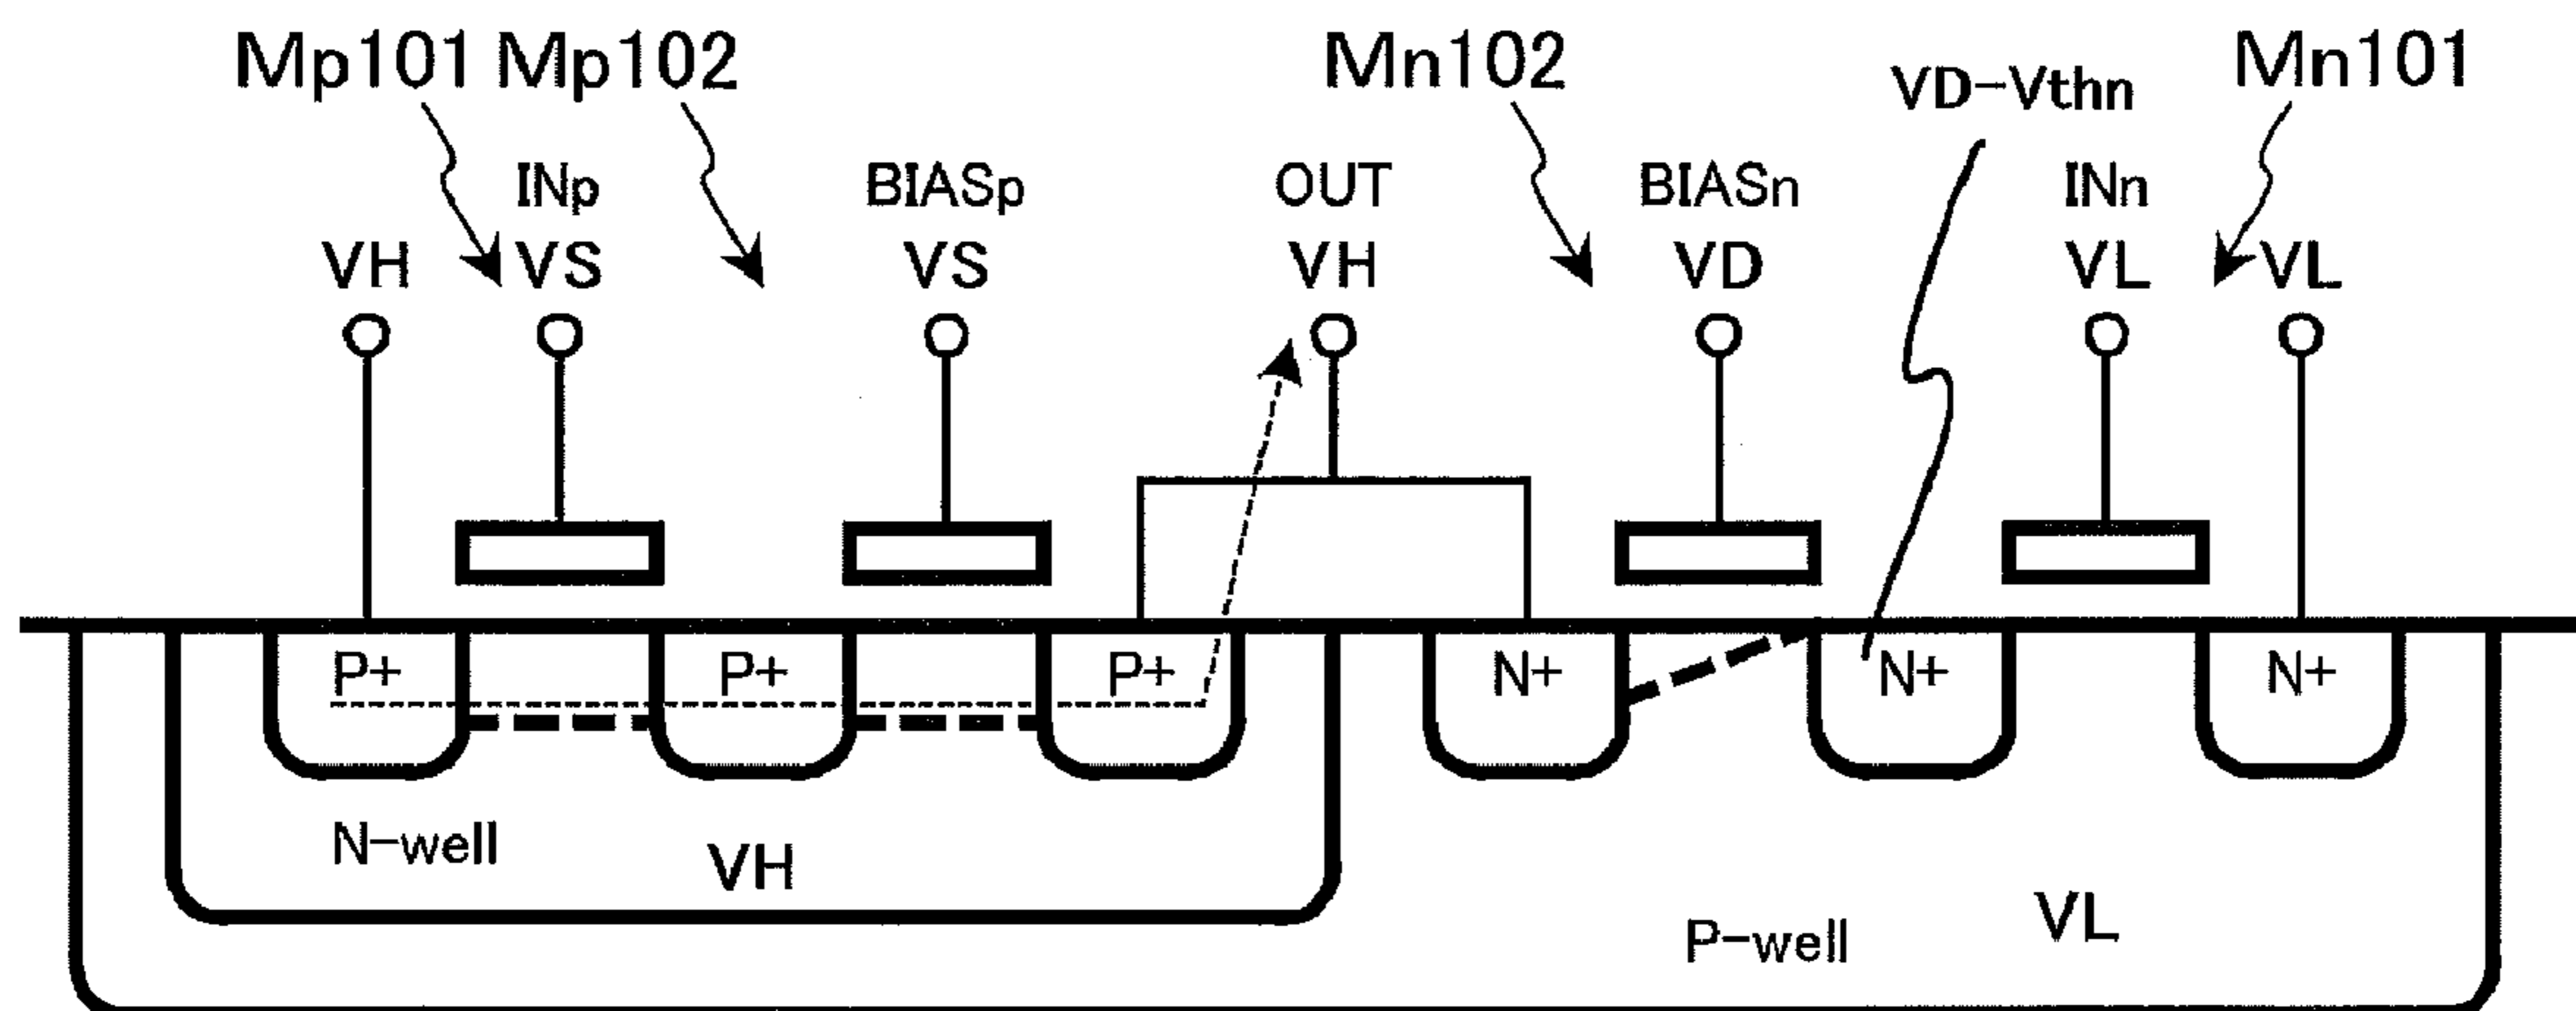 Mp101 Mp102 Mn102 VD-Vthn Mn101
INp BIASp OUT BIASn INn
VH VS VS VH VD VL VL
P+ P+ P+ N+ N+ N+
N-well VH
P-well VL